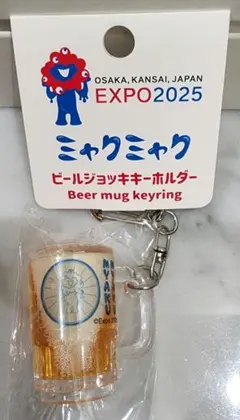 OSAKA, KANSAI, JAPAN
EXPO2025
ミャクミャク
ビールジョッキキーホルダー
Beer mug keyring
MYAKU